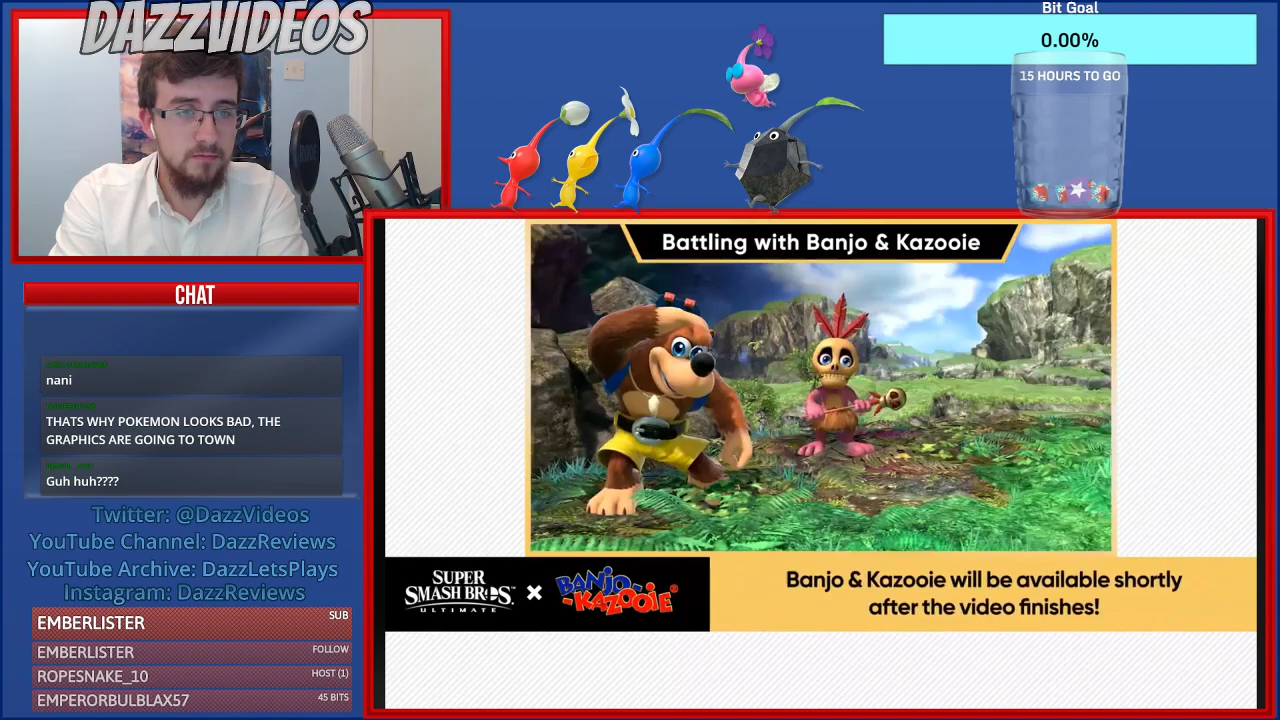 DAZZVIDEOS
Bit Goal
0.00%
15 HOURS TO GO
Battling with Banjo & Kazooie
CHAT
nani
THATS WHY POKEMON LOOKS BAD, THE
GRAPHICS ARE GOING TO TOWN
Guh huh????
Twitter: @DazzVideos
YouTube Channel: DazzReviews
YouTube Archive: DazzLetsPlays
Instagram: DazzReviews
EMBERLISTER SUB
EMBERLISTER FOLLOW
ROPESNAKE_10 HOST (1)
EMPERORBULBLAX57 45 BITS
SUPER
SMASH BROS.™
ULTIMATE
×
BANJO
-KAZOOIE®
Banjo & Kazooie will be available shortly
after the video finishes!